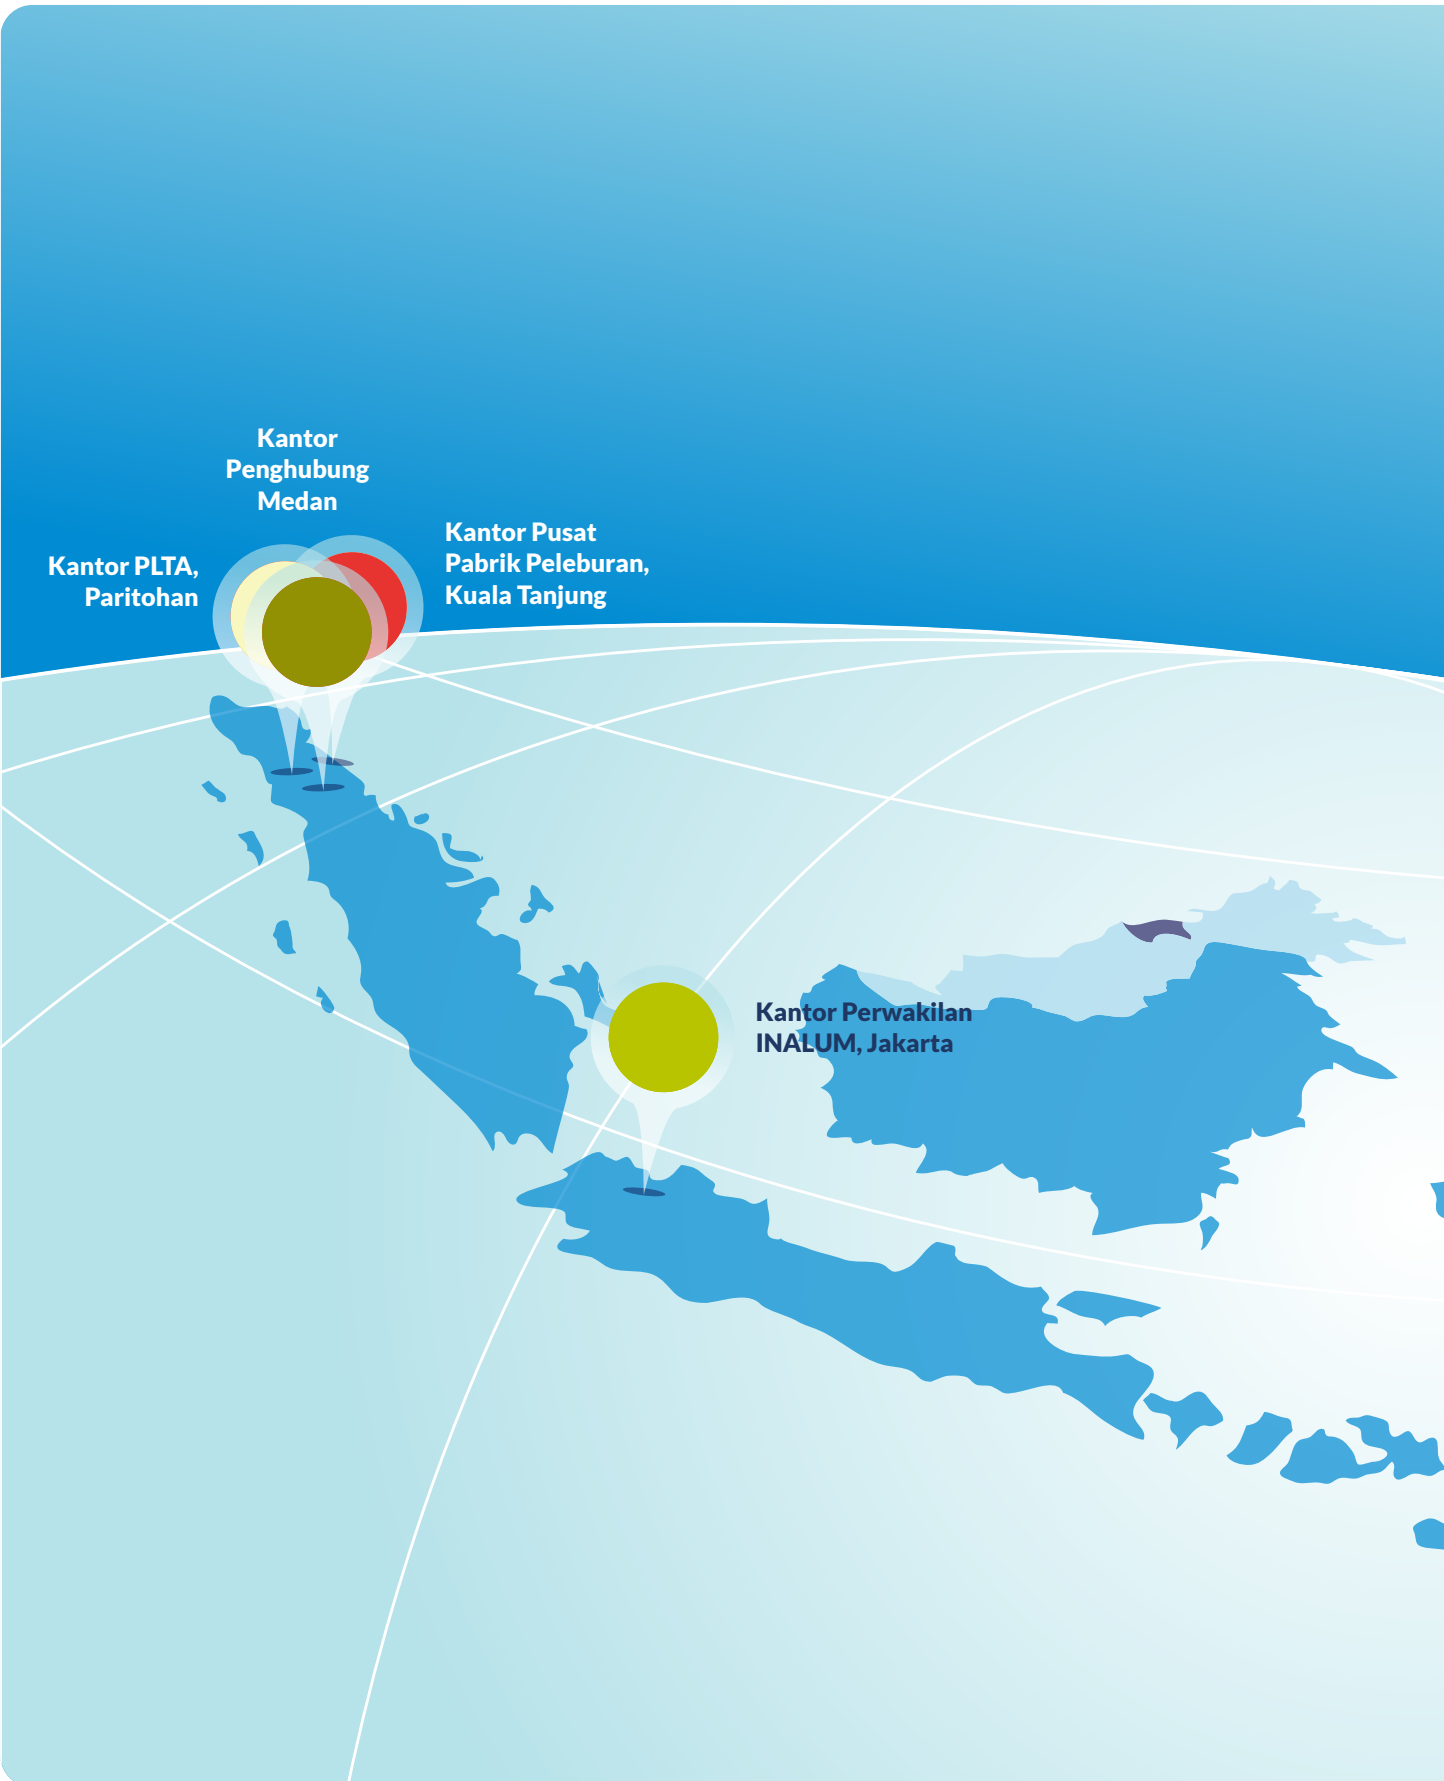 Kantor
Penghubung
Medan
Kantor PLTA,
Paritohan
Kantor Pusat
Pabrik Peleburan,
Kuala Tanjung
Kantor Perwakilan
INALUM, Jakarta